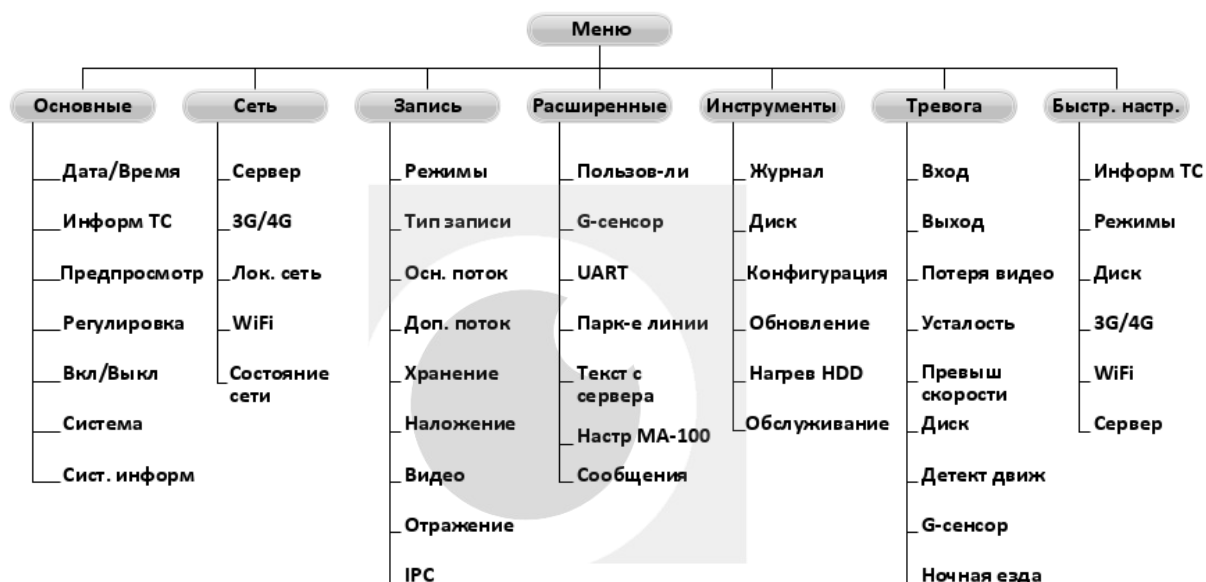 Меню
Основные
Дата/Время
Информ ТС
Предпросмотр
Регулировка
Вкл/Выкл
Система
Сист. информ
Сеть
Сервер
3G/4G
Лок. сеть
WiFi
Состояние
сети
Запись
Режимы
Тип записи
Осн. поток
Доп. поток
Хранение
Наложение
Видео
Отражение
IPC
Расширенные
Пользов-ли
G-сенсор
UART
Парк-е линии
Текст с
сервера
Настр МА-100
Сообщения
Инструменты
Журнал
Диск
Конфигурация
Обновление
Нагрев HDD
Обслуживание
Тревога
Вход
Выход
Потеря видео
Усталость
Превыш
скорости
Диск
Детект движ
G-сенсор
Ночная езда
Быстр. настр.
Информ ТС
Режимы
Диск
3G/4G
WiFi
Сервер